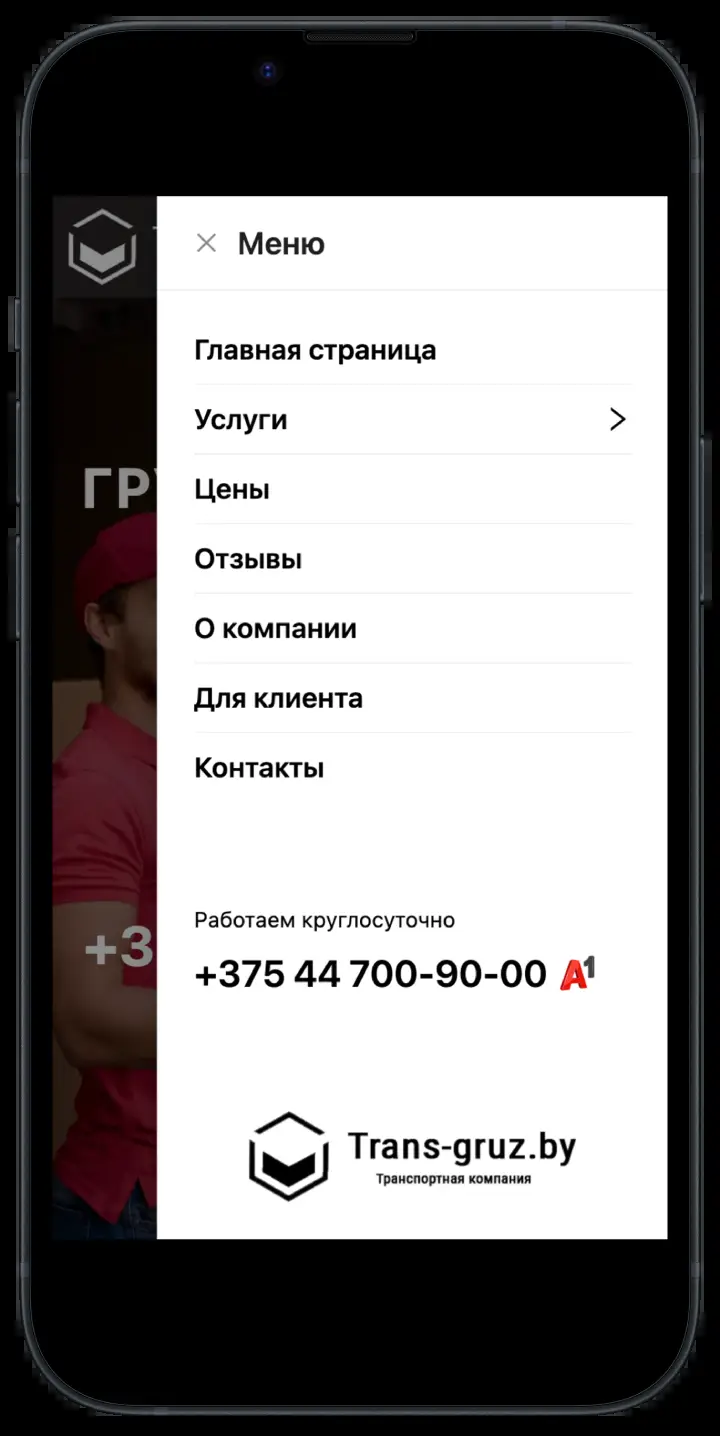 Меню
Главная страница
Услуги
Цены
Отзывы
О компании
Для клиента
Контакты
ГР
+3
Работаем круглосуточно
+375 44 700-90-00 A1
Trans-gruz.by
Транспортная компания